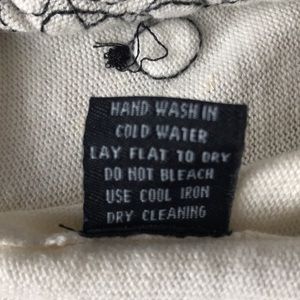 HAND WASH IN
COLD WATER
LAY FLAT TO DRY
DO NOT BLEACH
USE COOL IRON
DRY CLEANING